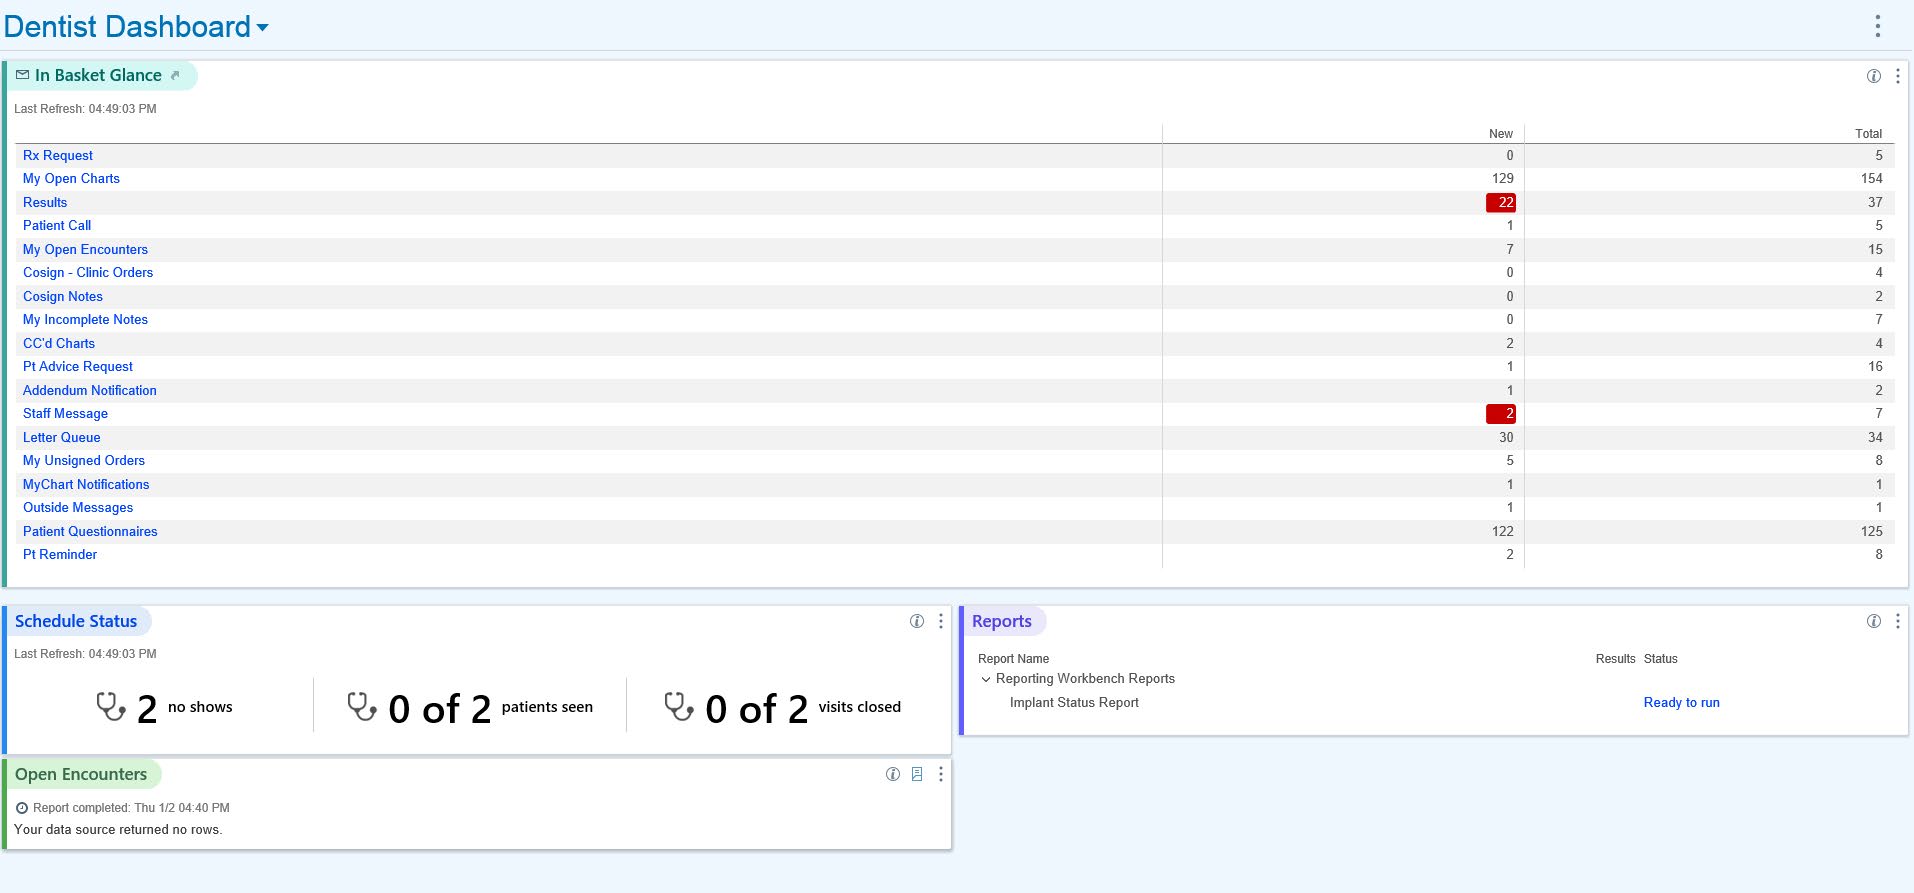 Dentist Dashboard
In Basket Glance
Last Refresh: 04:49:03 PM
New Total
Rx Request 0 5
My Open Charts 129 154
Results 22 37
Patient Call 1 5
My Open Encounters 7 15
Cosign - Clinic Orders 0 4
Cosign Notes 0 2
My Incomplete Notes 0 7
CC'd Charts 2 4
Pt Advice Request 1 16
Addendum Notification 1 2
Staff Message 2 7
Letter Queue 30 34
My Unsigned Orders 5 8
MyChart Notifications 1 1
Outside Messages 1 1
Patient Questionnaires 122 125
Pt Reminder 2 8
Schedule Status
Last Refresh: 04:49:03 PM
2 no shows 0 of 2 patients seen 0 of 2 visits closed
Reports
Report Name Results Status
Reporting Workbench Reports
Implant Status Report Ready to run
Open Encounters
Report completed: Thu 1/2 04:40 PM
Your data source returned no rows.